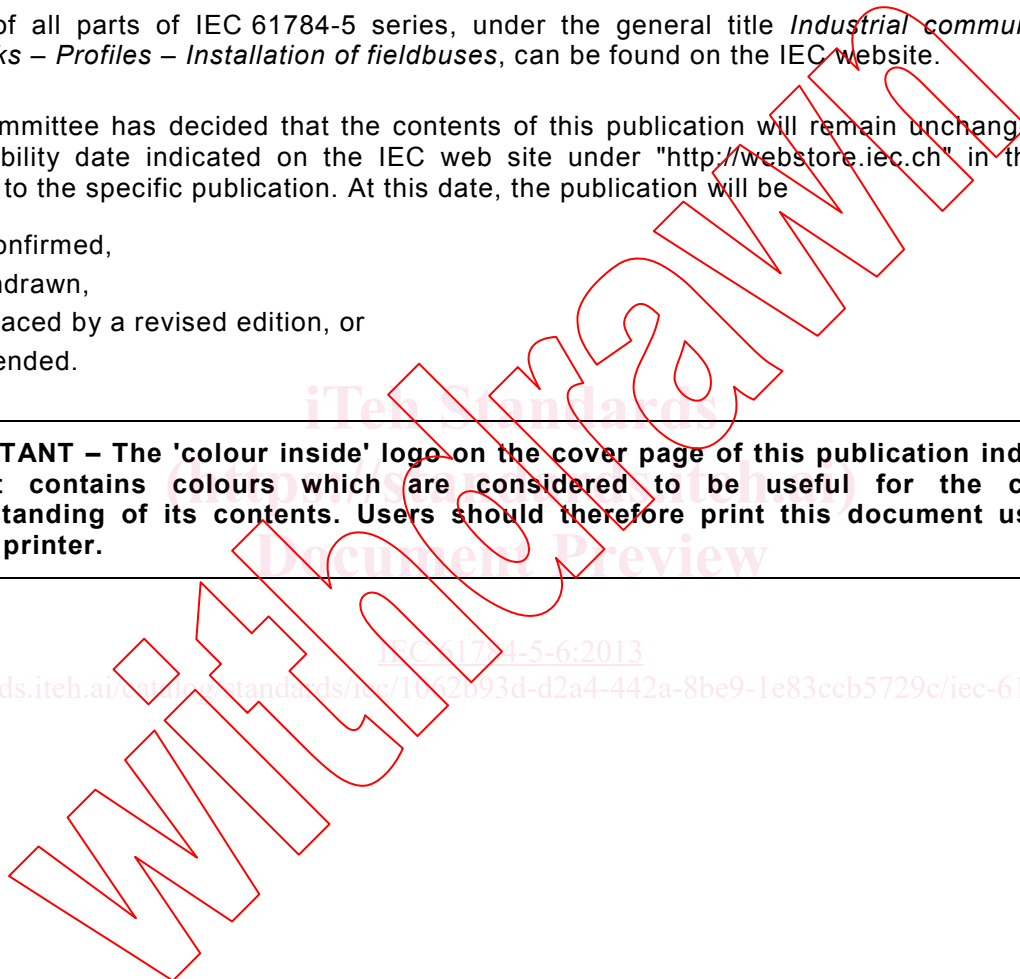 of all parts of IEC 61784-5 series, under the general title Industrial commu
ks – Profiles – Installation of fieldbuses, can be found on the IEC website.
mmittee has decided that the contents of this publication will remain unchang
bility date indicated on the IEC web site under "http://webstore.iec.ch" in th
to the specific publication. At this date, the publication will be
onfirmed,
ndrawn,
laced by a revised edition, or
ended.
iTeh Standards
TANT – The 'colour inside' logo on the cover page of this publication ind
t contains colours which are considered to be useful for the c
(https://standards.iteh.ai)
tanding of its contents. Users should therefore print this document us
printer.
Document Preview
IEC 61784-5-6:2013
ds.iteh.ai/catalog/standards/iec/1062b93d-d2a4-442a-8be9-1e83ccb5729c/iec-61
withdrawn